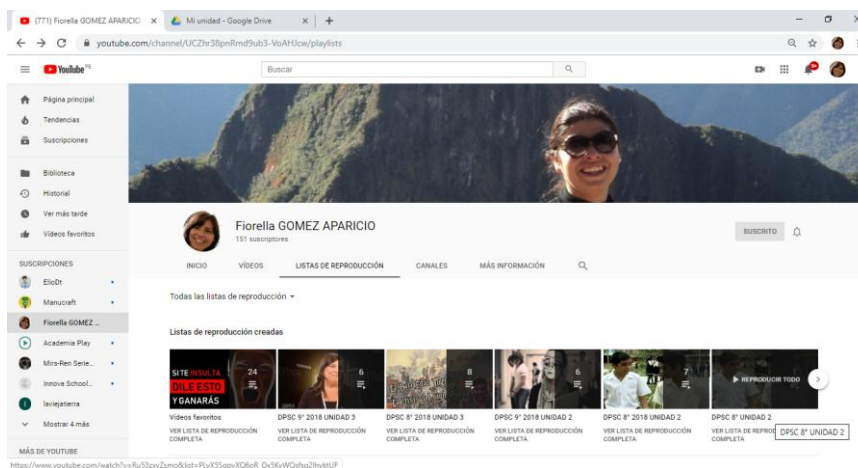 (771) Fiorella GOMEZ APARICIO
Mi unidad - Google Drive
youtube.com/channel/UCZhr38pnRmd9ub3-VoAHJcw/playlists
YouTube PE
Buscar
9+
Página principal
Tendencias
Suscripciones
Biblioteca
Historial
Ver más tarde
Vídeos favoritos
SUSCRIPCIONES
ElioDt
Manucraft
Fiorella GOMEZ ...
Academia Play
Mirs-Ren Serie...
Innova School...
laviejatierra
Mostrar 4 más
MÁS DE YOUTUBE
Fiorella GOMEZ APARICIO
151 suscriptores
SUSCRITO
INICIO VÍDEOS LISTAS DE REPRODUCCIÓN CANALES MÁS INFORMACIÓN
Todas las listas de reproducción
Listas de reproducción creadas
SI TE INSULTA
DILE ESTO
Y GANARÁS
24
6
8
6
7
REPRODUCIR TODO
Vídeos favoritos
VER LISTA DE REPRODUCCIÓN COMPLETA
DPSC 9° 2018 UNIDAD 3
VER LISTA DE REPRODUCCIÓN COMPLETA
DPSC 8° 2018 UNIDAD 3
VER LISTA DE REPRODUCCIÓN COMPLETA
DPSC 9° 2018 UNIDAD 2
VER LISTA DE REPRODUCCIÓN COMPLETA
DPSC 8° 2018 UNIDAD 2
VER LISTA DE REPRODUCCIÓN COMPLETA
DPSC 8° UNIDAD 2
VER LISTA DE
COMPLETA
DPSC 8° UNIDAD 2